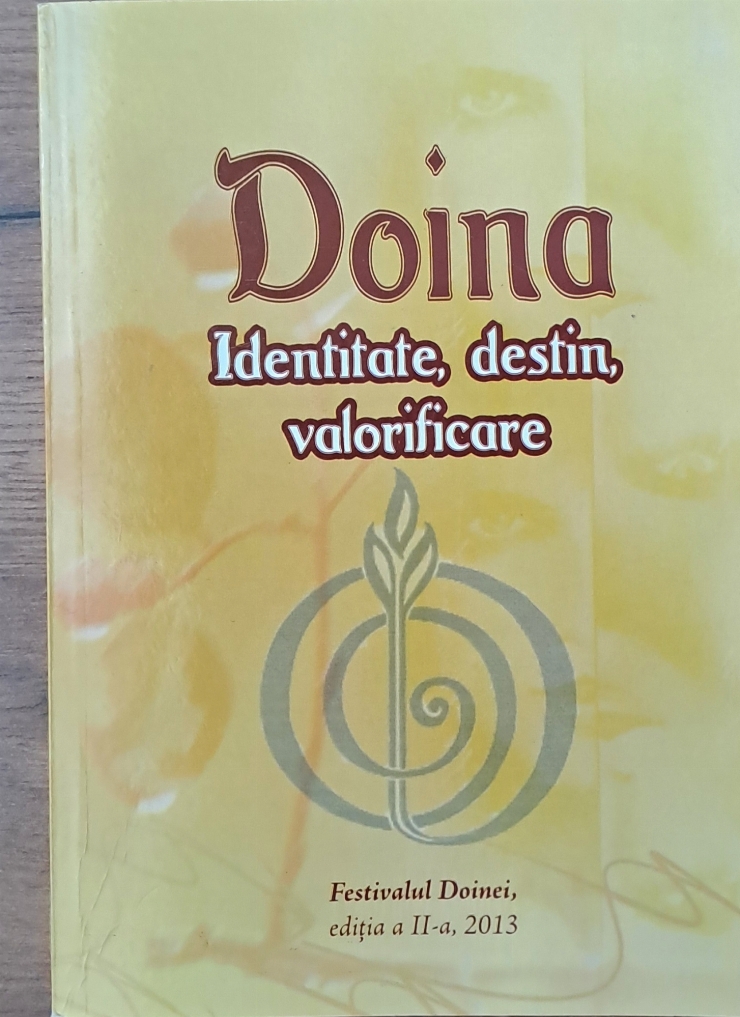 Doina
Identitate, destin,
valorificare
Festivalul Doinei,
ediția a II-a, 2013